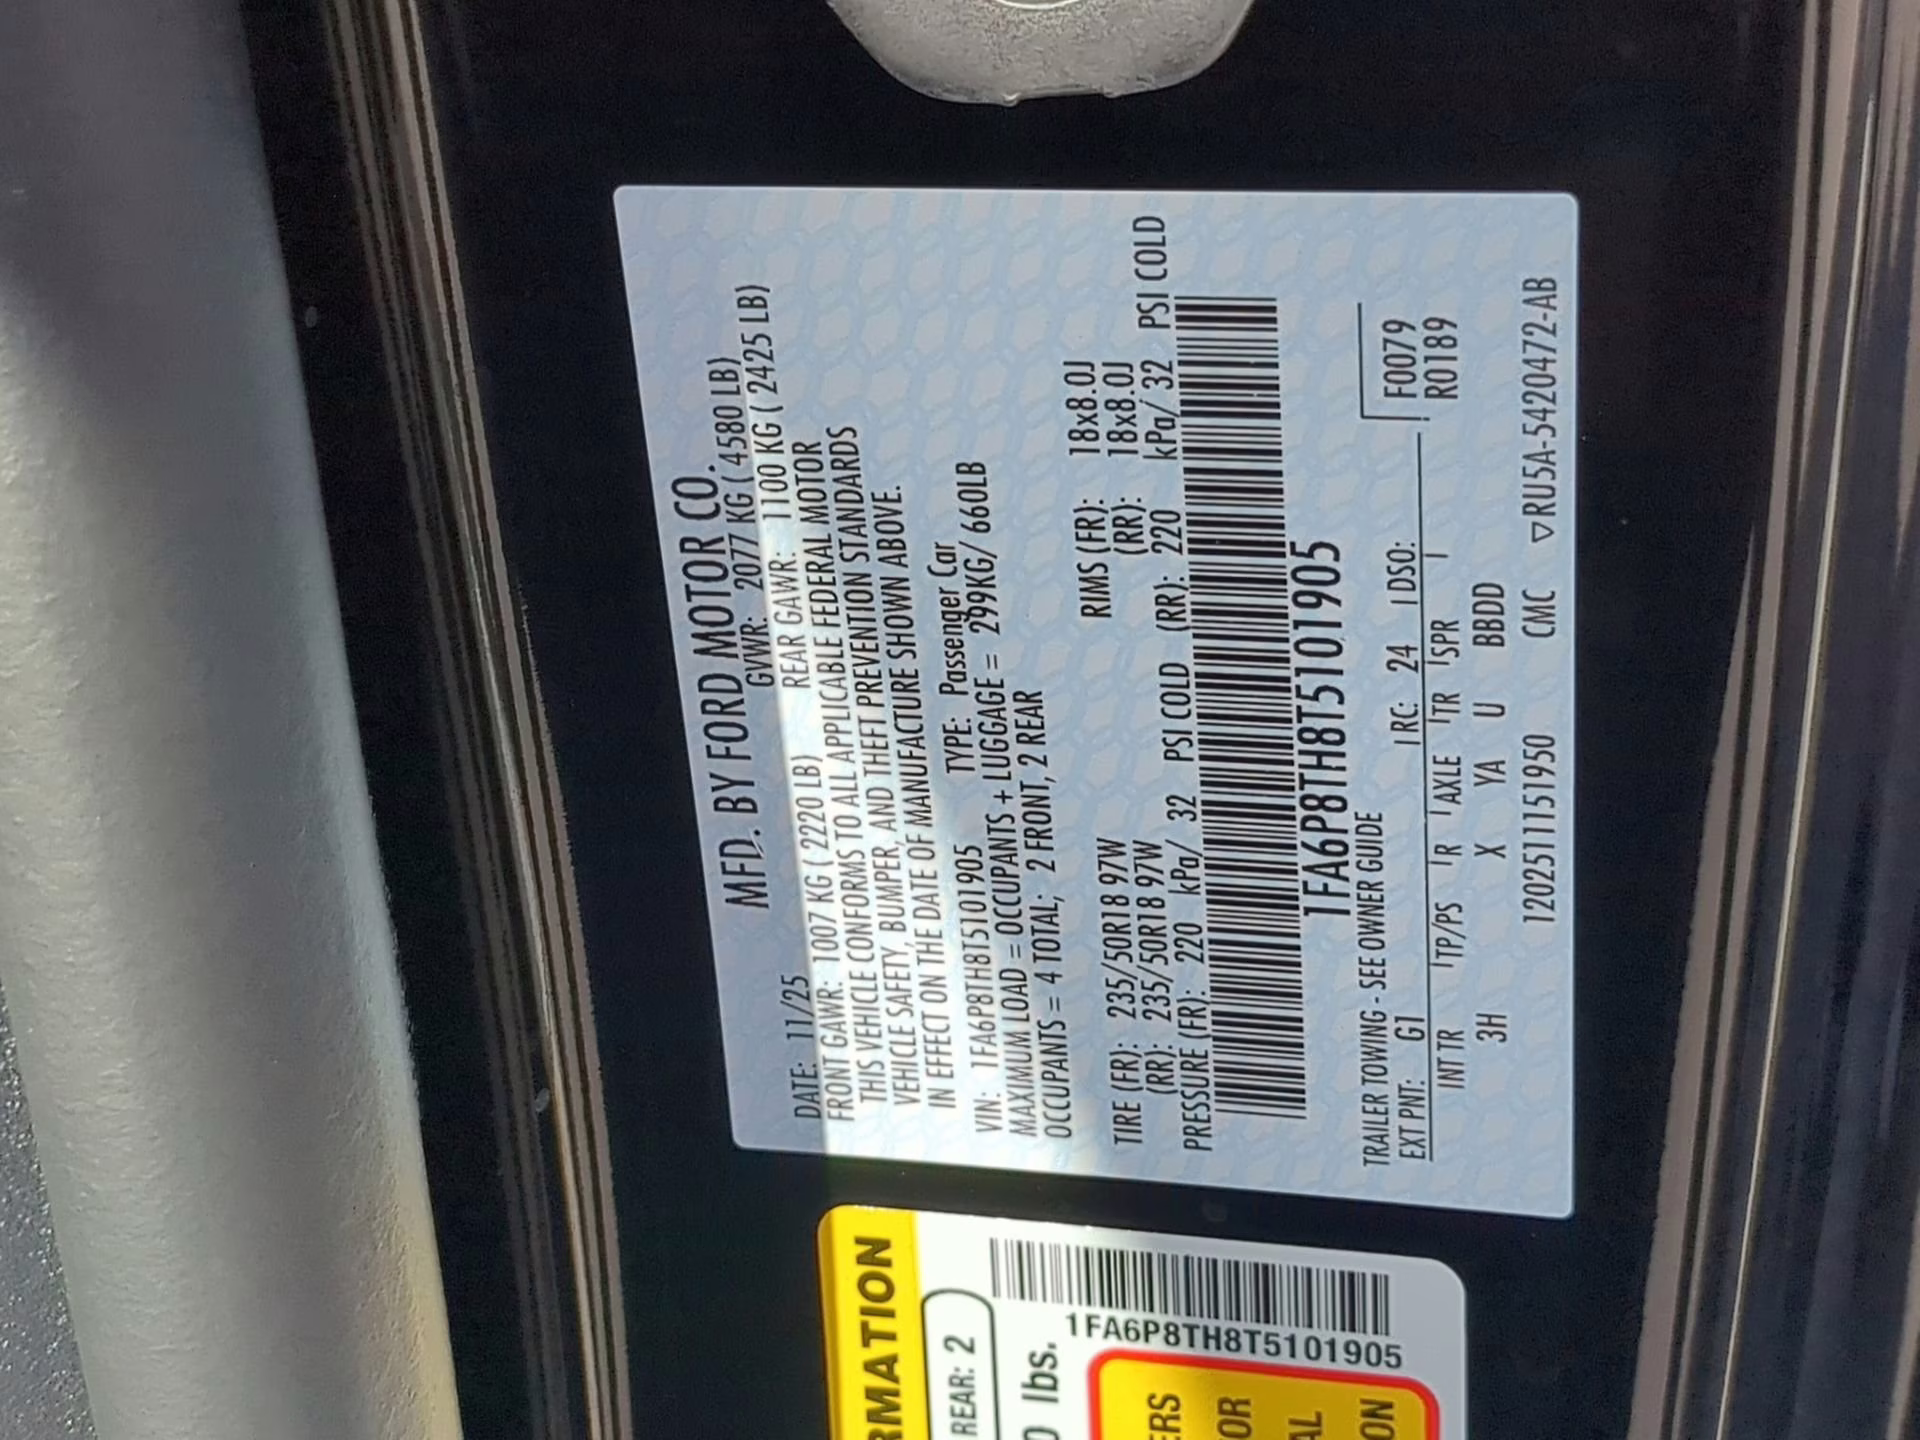 MFD. BY FORD MOTOR CO.
DATE: 11/25 GVWR: 2077 KG ( 4580 LB)
FRONT GAWR: 1007 KG ( 2220 LB) REAR GAWR: 1100 KG ( 2425 LB)
THIS VEHICLE CONFORMS TO ALL APPLICABLE FEDERAL MOTOR
VEHICLE SAFETY, BUMPER, AND THEFT PREVENTION STANDARDS
IN EFFECT ON THE DATE OF MANUFACTURE SHOWN ABOVE.
VIN: 1FA6P8TH8T5101905 TYPE: Passenger Car
MAXIMUM LOAD = OCCUPANTS + LUGGAGE = 299KG/ 660LB
OCCUPANTS = 4 TOTAL; 2 FRONT, 2 REAR
TIRE (FR): 235/50R18 97W RIMS (FR): 18x8.0J
(RR): 235/50R18 97W (RR): 18x8.0J
PRESSURE (FR): 220 kPa/ 32 PSI COLD (RR): 220 kPa/ 32 PSI COLD
1FA6P8TH8T5101905
TRAILER TOWING - SEE OWNER GUIDE
EXT PNT: G1 RC: 24 DSO: F0079
R0189
INT TR TP/PS R AXLE TR SPR
3H X YA U BBDD
1202511151950 CMC ▽RU5A-5420472-AB
RMATION
REAR: 2
0 lbs.
1FA6P8TH8T5101905
ERS
OR
AL
ON